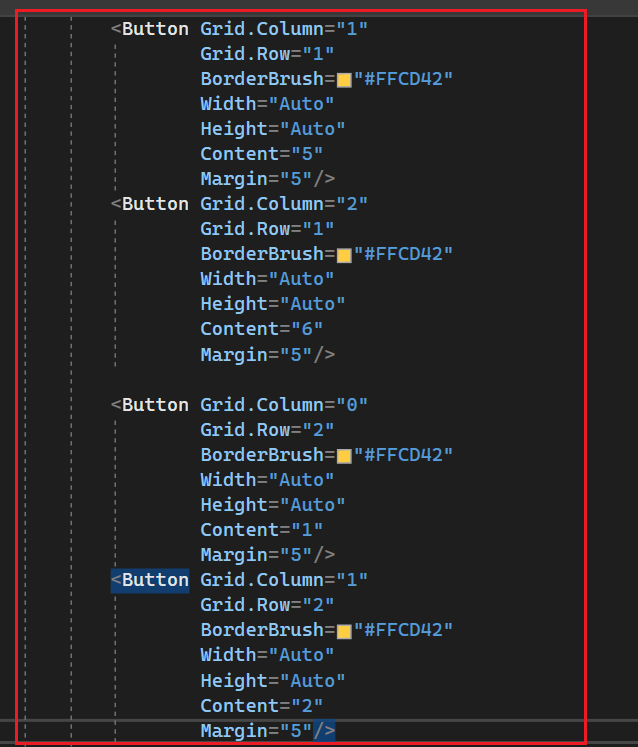 <Button Grid.Column="1"
Grid.Row="1"
BorderBrush="#FFCD42"
Width="Auto"
Height="Auto"
Content="5"
Margin="5"/>
<Button Grid.Column="2"
Grid.Row="1"
BorderBrush="#FFCD42"
Width="Auto"
Height="Auto"
Content="6"
Margin="5"/>
<Button Grid.Column="0"
Grid.Row="2"
BorderBrush="#FFCD42"
Width="Auto"
Height="Auto"
Content="1"
Margin="5"/>
<Button Grid.Column="1"
Grid.Row="2"
BorderBrush="#FFCD42"
Width="Auto"
Height="Auto"
Content="2"
Margin="5"/>